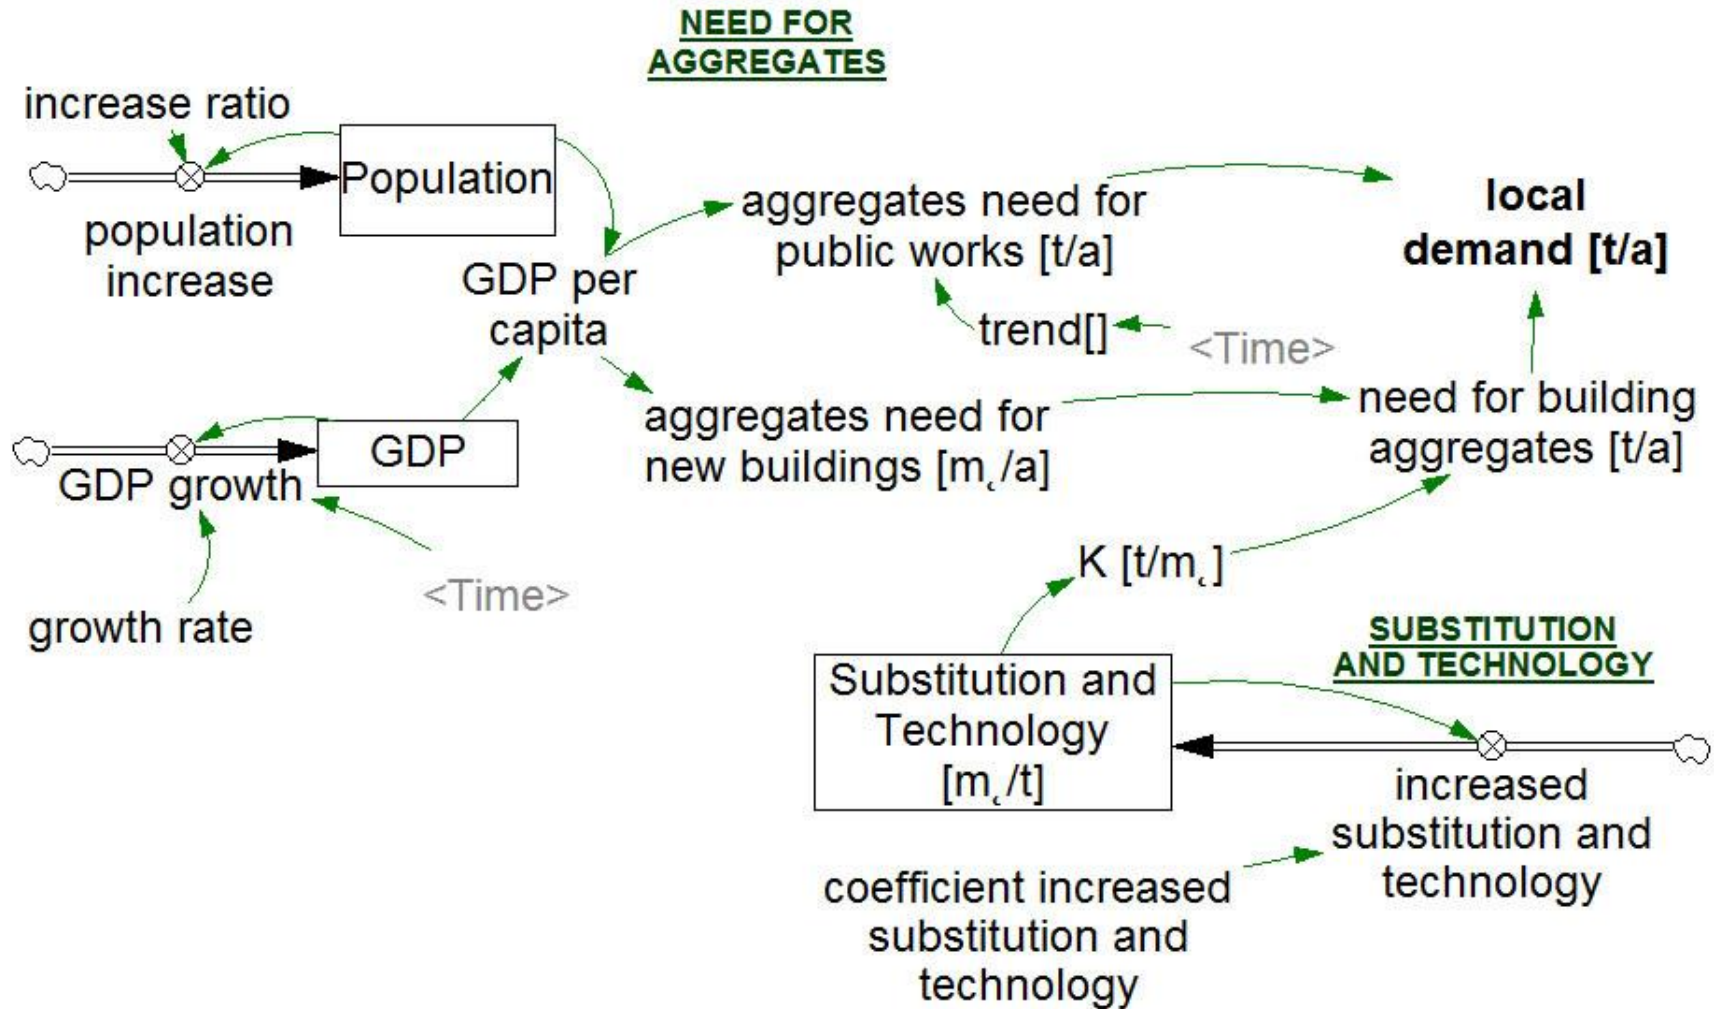 NEED FOR
AGGREGATES
increase ratio
Population
population
increase
GDP per
capita
aggregates need for
public works [t/a]
local
demand [t/a]
trend[]
<Time>
GDP
GDP growth
<Time>
growth rate
aggregates need for
new buildings [m˛/a]
need for building
aggregates [t/a]
K [t/m˛]
SUBSTITUTION
AND TECHNOLOGY
Substitution and
Technology
[m˛/t]
increased
substitution and
technology
coefficient increased
substitution and
technology